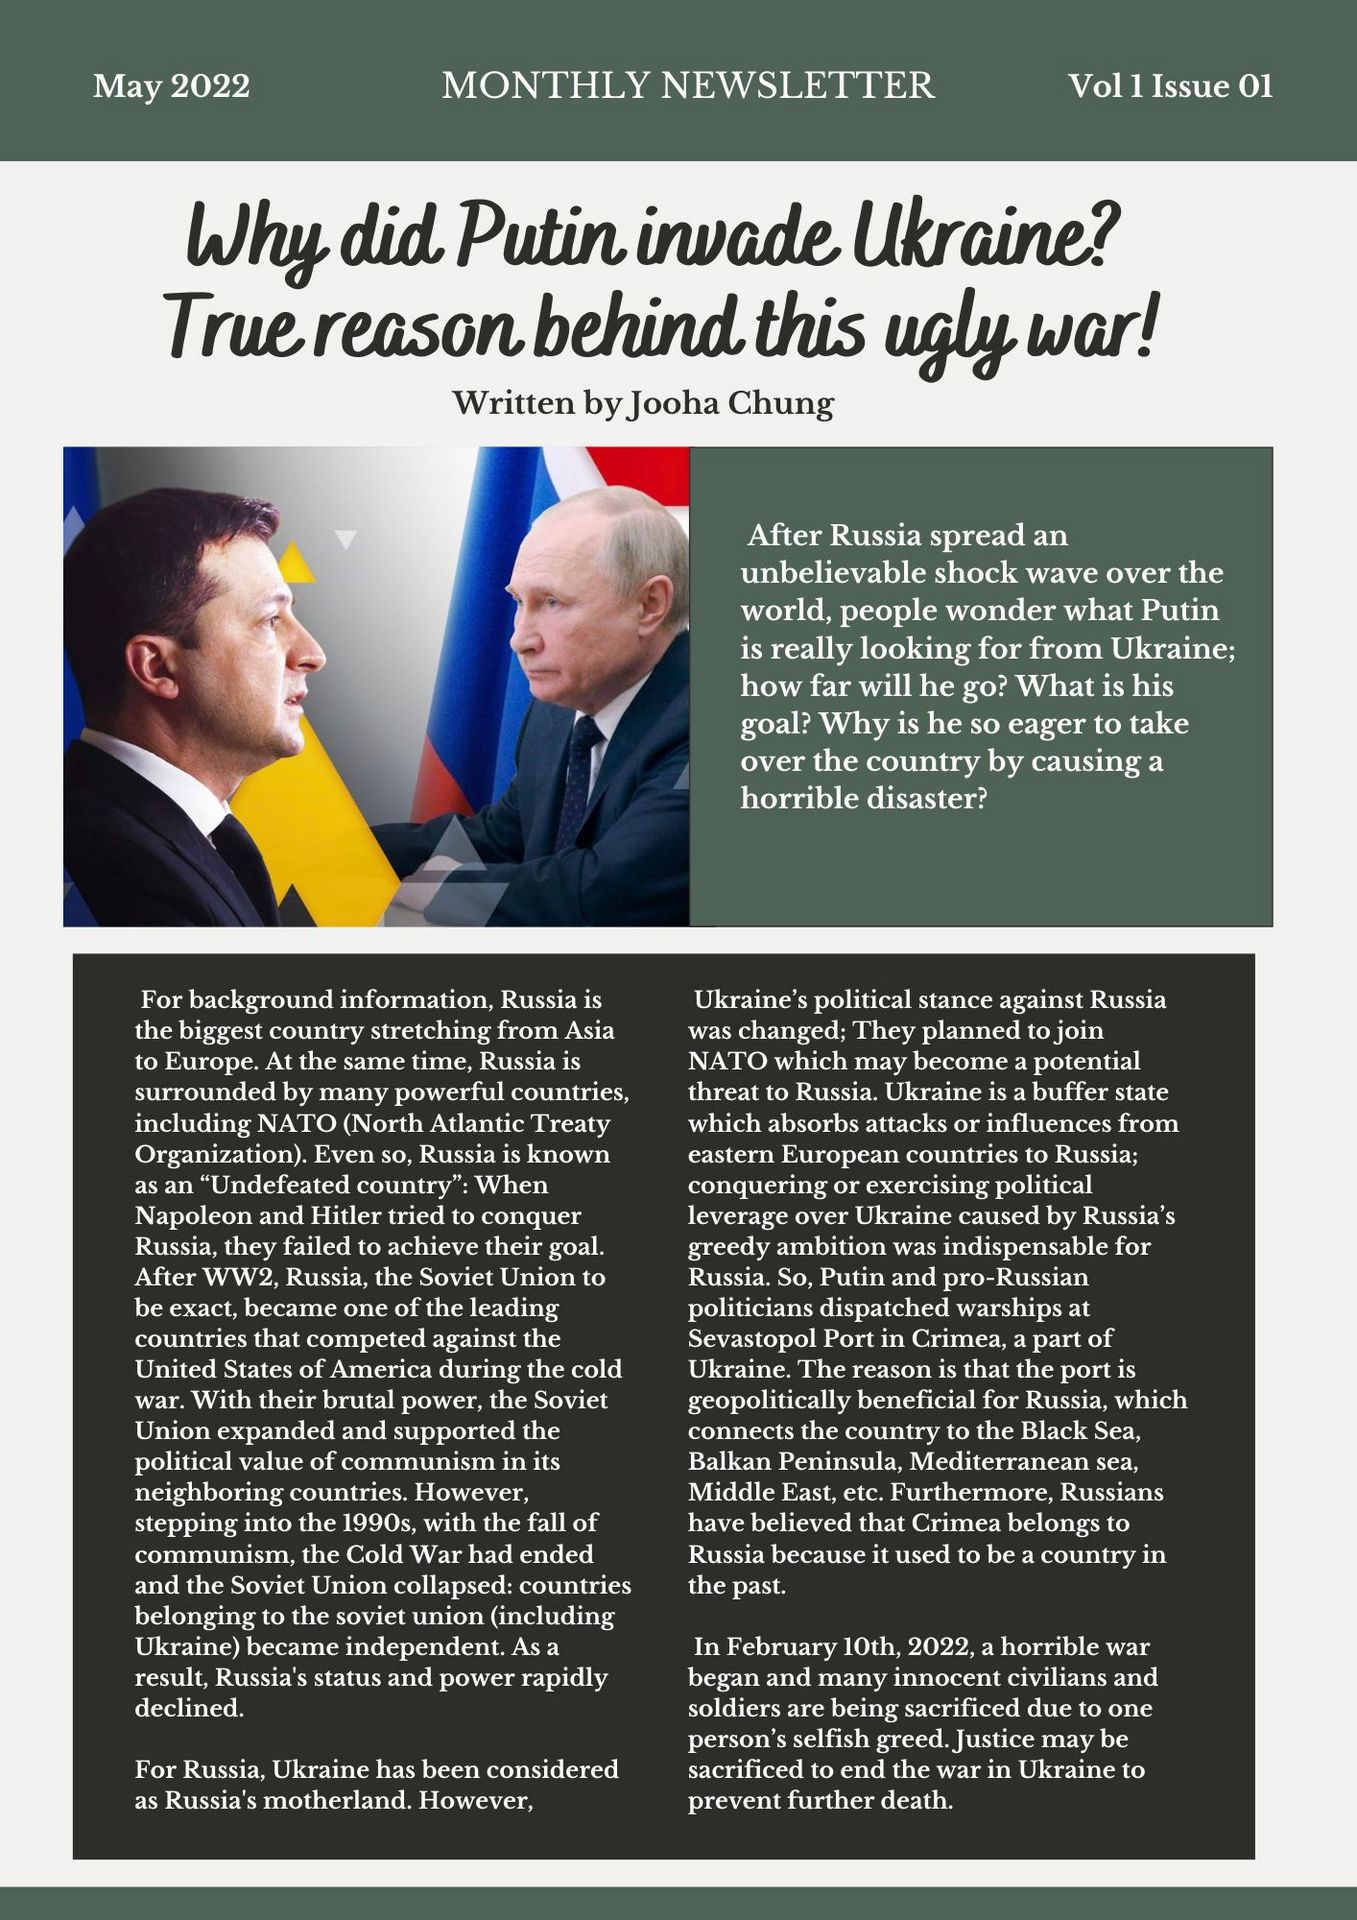 May 2022
MONTHLY NEWSLETTER
Vol 1 Issue 01
Why did Putin invade Ukraine?
True reason behind this ugly war!
Written by Jooha Chung
After Russia spread an
unbelievable shock wave over the
world, people wonder what Putin
is really looking for from Ukraine;
how far will he go? What is his
goal? Why is he so eager to take
over the country by causing a
horrible disaster?
For background information, Russia is
the biggest country stretching from Asia
to Europe. At the same time, Russia is
surrounded by many powerful countries,
including NATO (North Atlantic Treaty
Organization). Even so, Russia is known
as an “Undefeated country”: When
Napoleon and Hitler tried to conquer
Russia, they failed to achieve their goal.
After WW2, Russia, the Soviet Union to
be exact, became one of the leading
countries that competed against the
United States of America during the cold
war. With their brutal power, the Soviet
Union expanded and supported the
political value of communism in its
neighboring countries. However,
stepping into the 1990s, with the fall of
communism, the Cold War had ended
and the Soviet Union collapsed: countries
belonging to the soviet union (including
Ukraine) became independent. As a
result, Russia's status and power rapidly
declined.
For Russia, Ukraine has been considered
as Russia's motherland. However,
Ukraine’s political stance against Russia
was changed; They planned to join
NATO which may become a potential
threat to Russia. Ukraine is a buffer state
which absorbs attacks or influences from
eastern European countries to Russia;
conquering or exercising political
leverage over Ukraine caused by Russia’s
greedy ambition was indispensable for
Russia. So, Putin and pro-Russian
politicians dispatched warships at
Sevastopol Port in Crimea, a part of
Ukraine. The reason is that the port is
geopolitically beneficial for Russia, which
connects the country to the Black Sea,
Balkan Peninsula, Mediterranean sea,
Middle East, etc. Furthermore, Russians
have believed that Crimea belongs to
Russia because it used to be a country in
the past.
In February 10th, 2022, a horrible war
began and many innocent civilians and
soldiers are being sacrificed due to one
person’s selfish greed. Justice may be
sacrificed to end the war in Ukraine to
prevent further death.